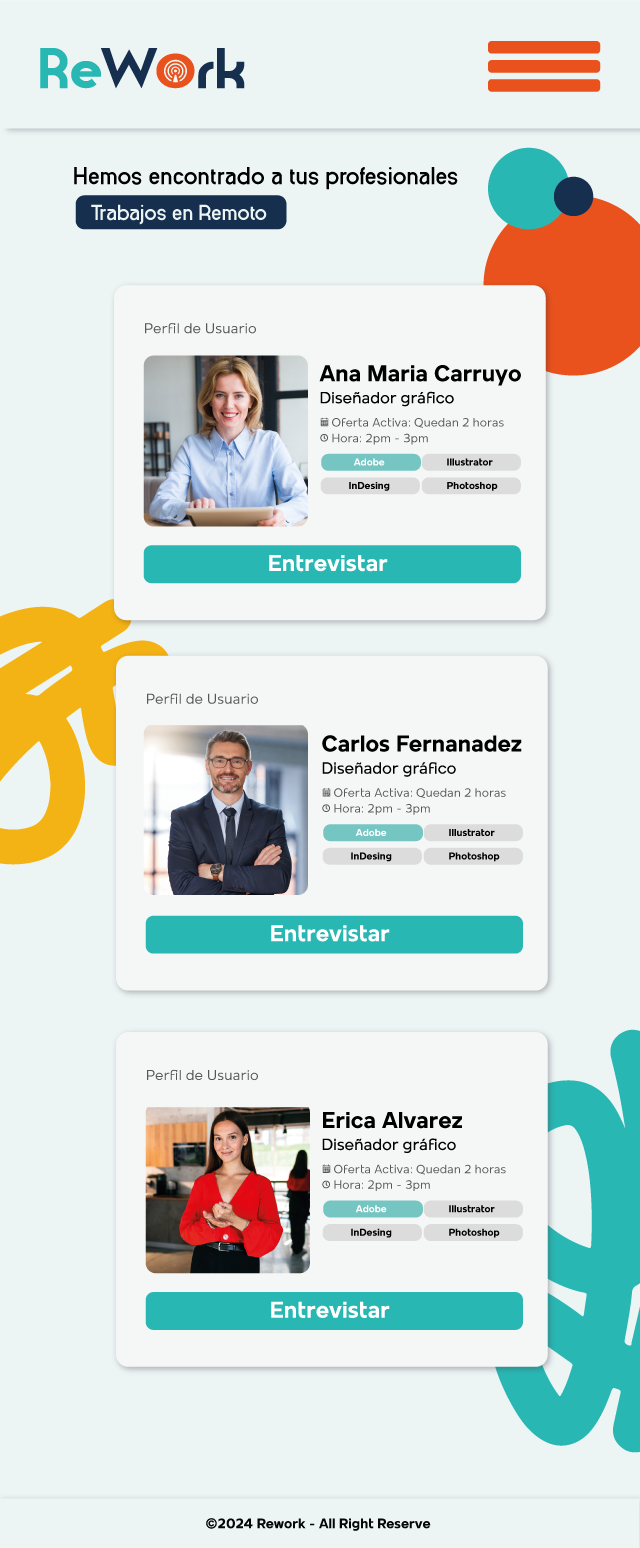 ReWork
Hemos encontrado a tus profesionales
Trabajos en Remoto
Perfil de Usuario
Ana Maria Carruyo
Diseñador gráfico
Oferta Activa: Quedan 2 horas
Hora: 2pm - 3pm
Adobe Illustrator
InDesing Photoshop
Entrevistar
Perfil de Usuario
Carlos Fernanadez
Diseñador gráfico
Oferta Activa: Quedan 2 horas
Hora: 2pm - 3pm
Adobe Illustrator
InDesing Photoshop
Entrevistar
Perfil de Usuario
Erica Alvarez
Diseñador gráfico
Oferta Activa: Quedan 2 horas
Hora: 2pm - 3pm
Adobe Illustrator
InDesing Photoshop
Entrevistar
©2024 Rework - All Right Reserve